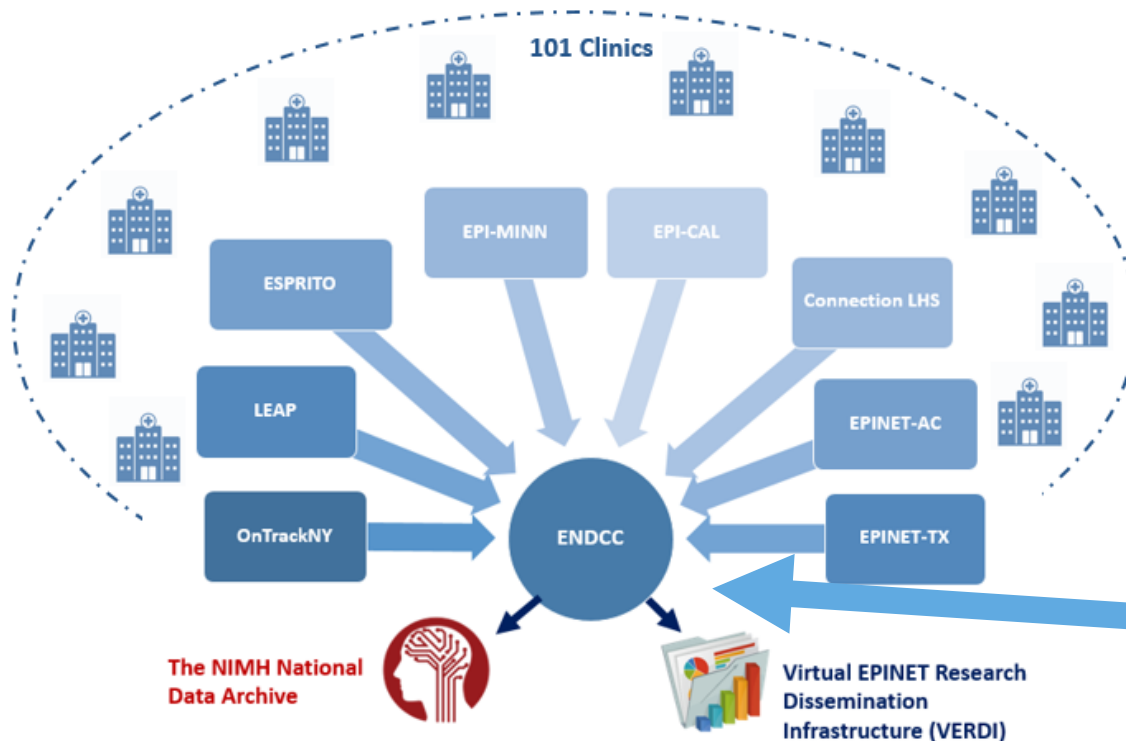 101 Clinics
EPI-MINN
EPI-CAL
ESPRITO
Connection LHS
LEAP
EPINET-AC
OnTrackNY
ENDCC
EPINET-TX
The NIMH National
Data Archive
Virtual EPINET Research
Dissemination
Infrastructure (VERDI)